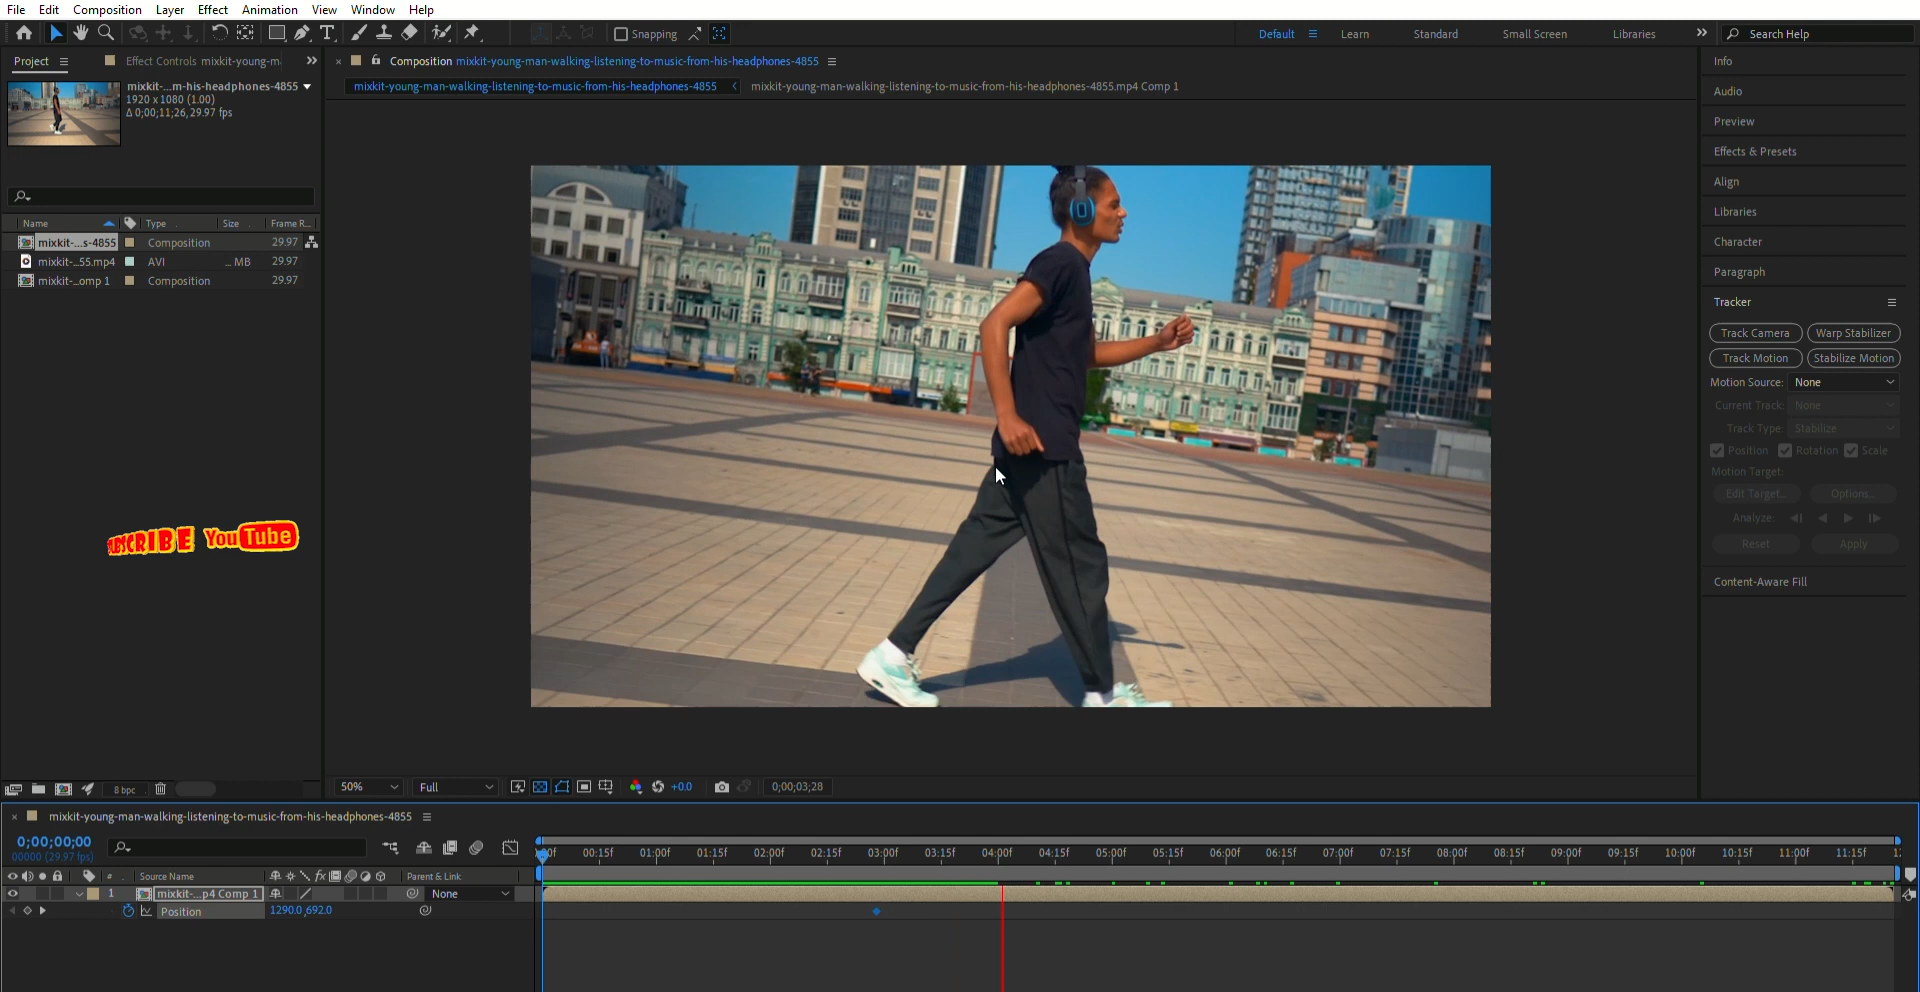 File Edit Composition Layer Effect Animation View Window Help
Snapping Default Learn Standard Small Screen Libraries Search Help
Project Effect Controls mixkit-young-m
Composition mixkit-young-man-walking-listening-to-music-from-his-headphones-4855
mixkit-young-man-walking-listening-to-music-from-his-headphones-4855 mixkit-young-man-walking-listening-to-music-from-his-headphones-4855.mp4 Comp 1
mixkit-...m-his-headphones-4855
1920 x 1080 (1.00)
Δ 0;00;11;26, 29.97 fps
Name Type Size Frame R...
mixkit-...s-4855 Composition 29.97
mixkit-...55.mp4 AVI ... MB 29.97
mixkit-...omp 1 Composition 29.97
UBSCRIBE YouTube
8 bpc
50% Full +0.0 0;00;03;28
Info
Audio
Preview
Effects & Presets
Align
Libraries
Character
Paragraph
Tracker
Track Camera Warp Stabilizer
Track Motion Stabilize Motion
Motion Source: None
Current Track: None
Track Type: Stabilize
Position Rotation Scale
Motion Target:
Edit Target... Options...
Analyze:
Reset Apply
Content-Aware Fill
mixkit-young-man-walking-listening-to-music-from-his-headphones-4855
0;00;00;00
00000 (29.97 fps)
:00f 00:15f 01:00f 01:15f 02:00f 02:15f 03:00f 03:15f 04:00f 04:15f 05:00f 05:15f 06:00f 06:15f 07:00f 07:15f 08:00f 08:15f 09:00f 09:15f 10:00f 10:15f 11:00f 11:15f 1
# Source Name fx Parent & Link
1 mixkit-...p4 Comp 1 None
Position 1290.0,692.0